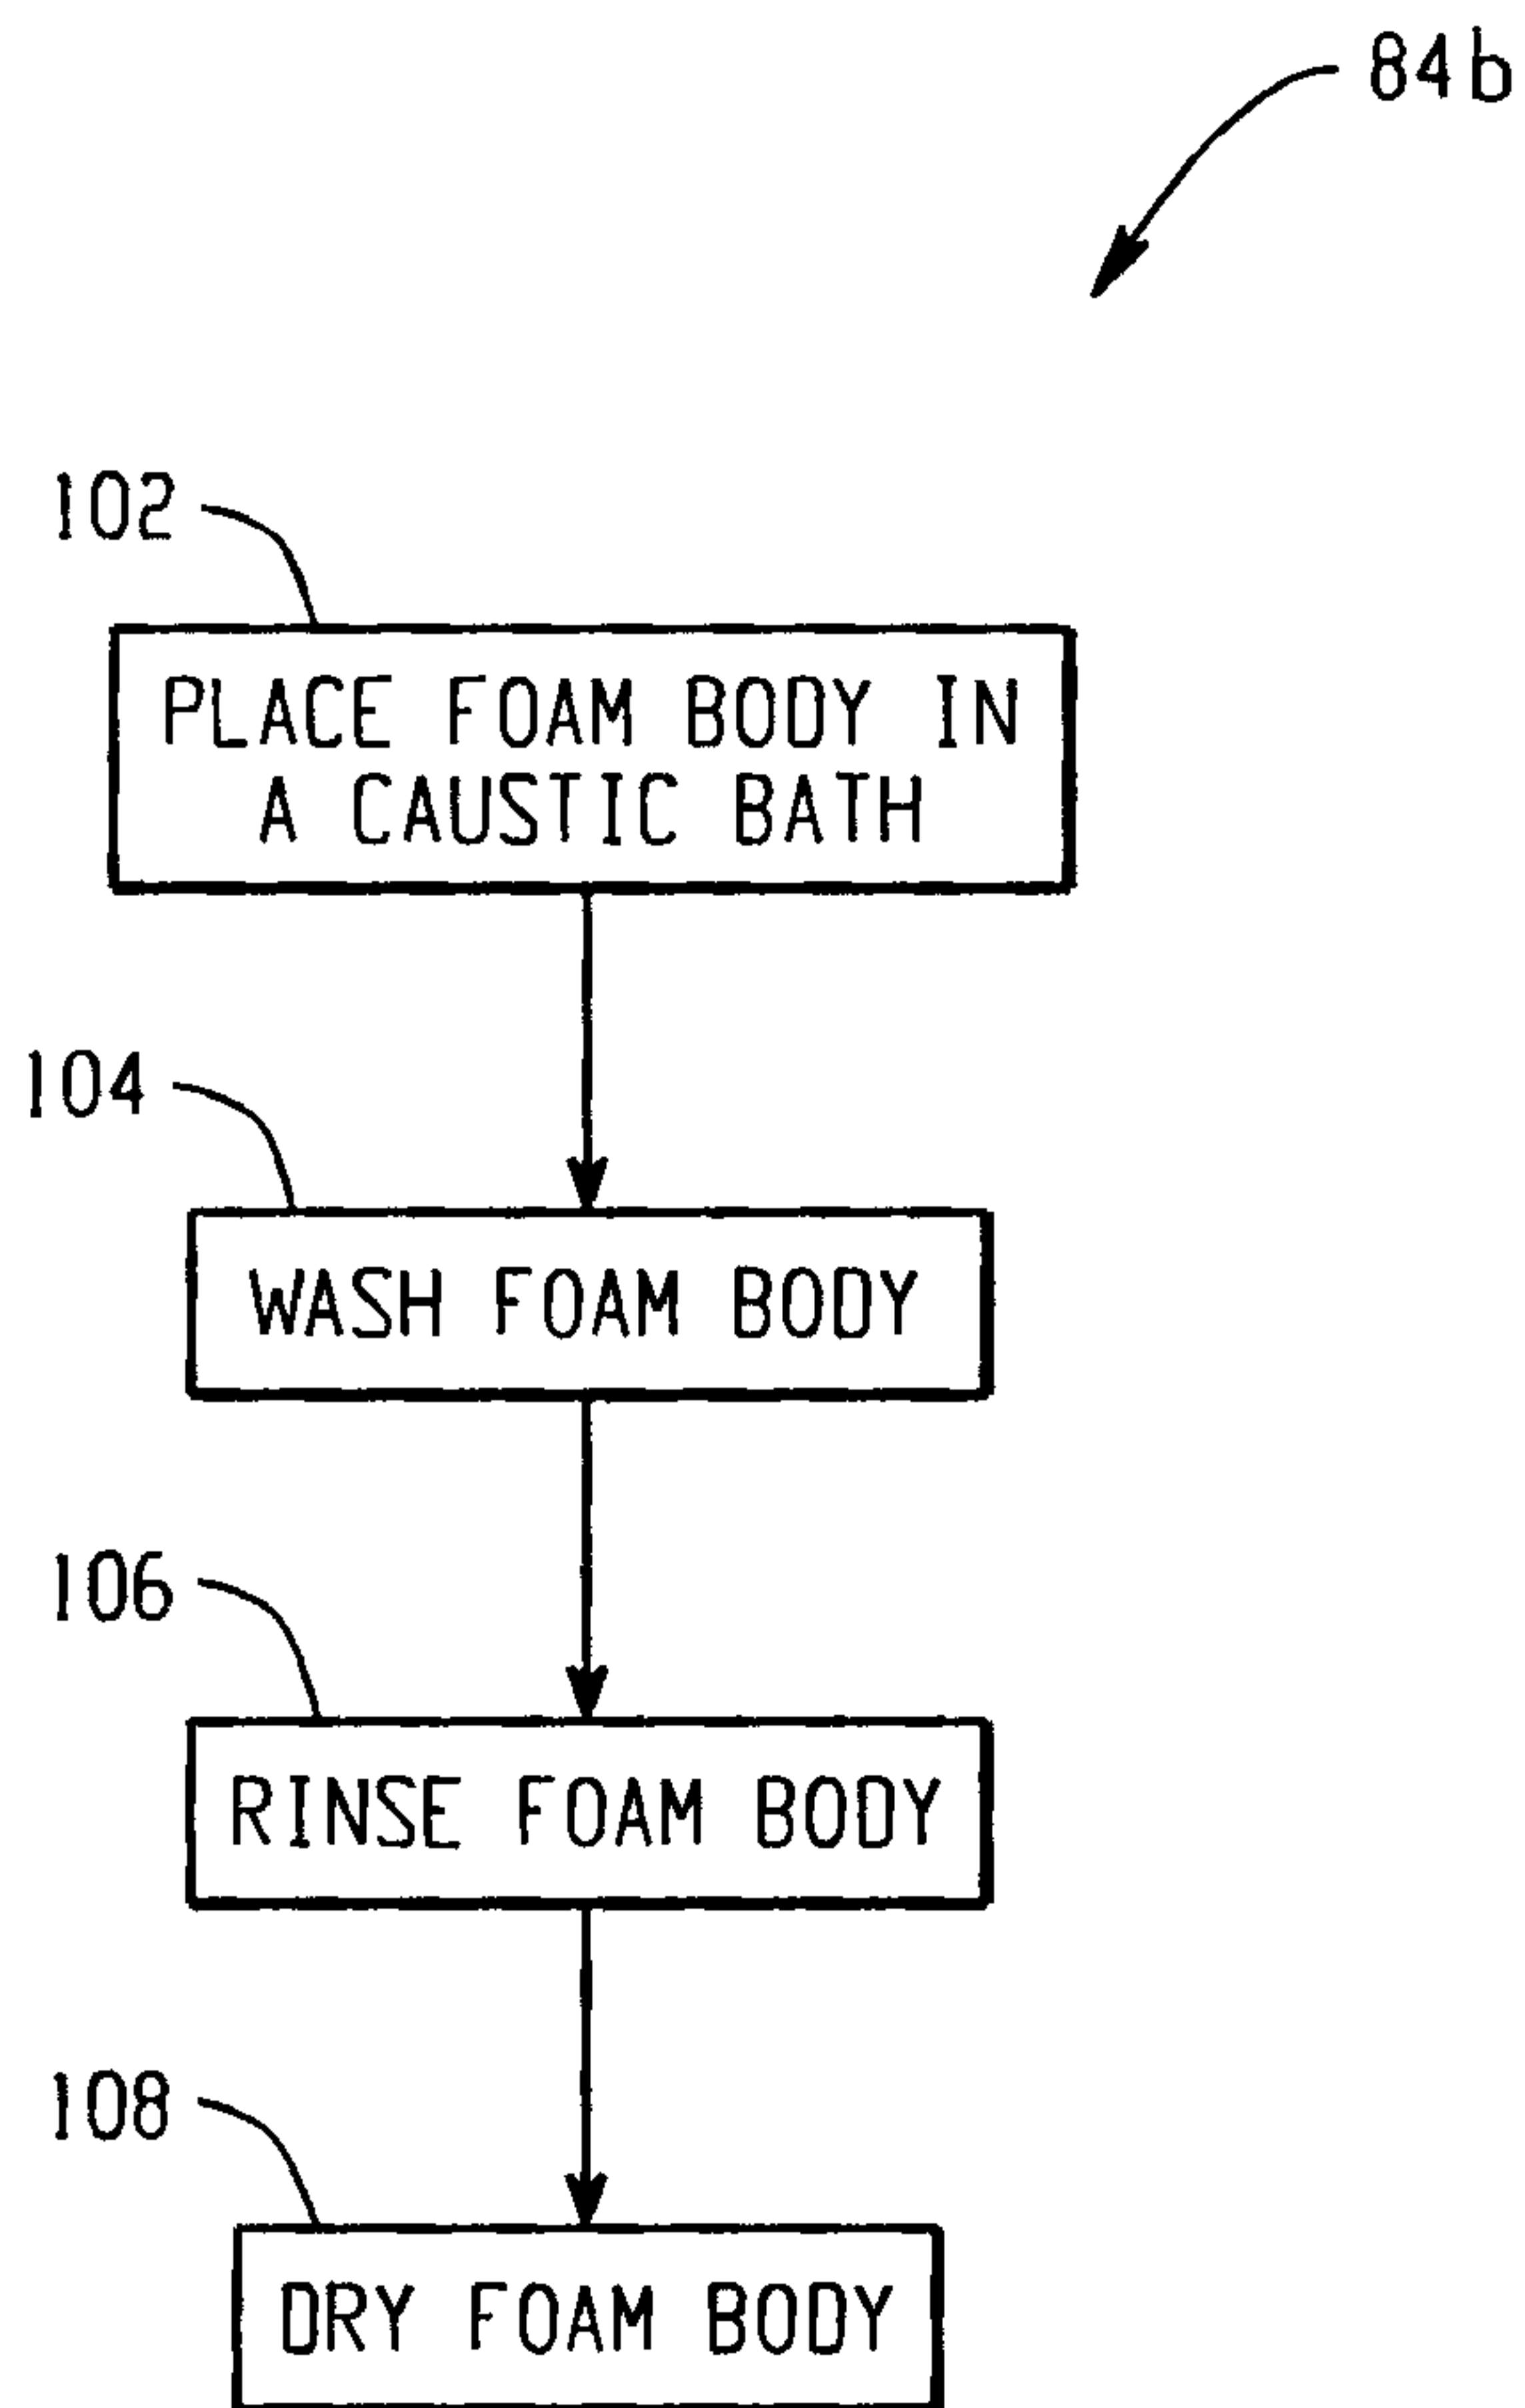 84b
102
PLACE FOAM BODY IN
A CAUSTIC BATH
104
WASH FOAM BODY
106
RINSE FOAM BODY
108
DRY FOAM BODY